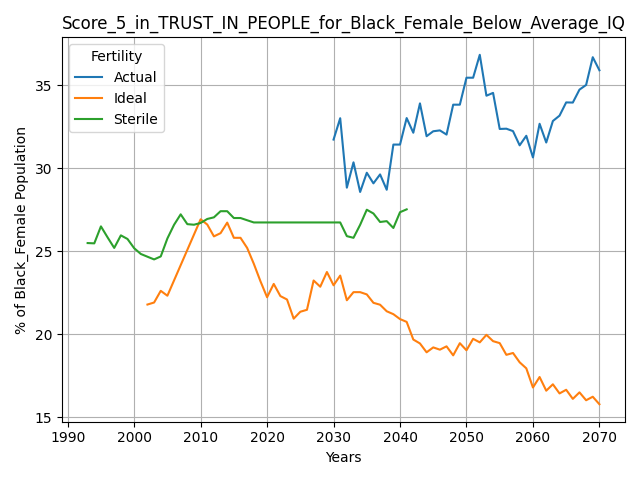 Score_5_in_TRUST_IN_PEOPLE_for_Black_Female_Below_Average_IQ
Fertility
Actual
Ideal
Sterile
% of Black_Female Population
35
30
25
20
15
1990 2000 2010 2020 2030 2040 2050 2060 2070
Years